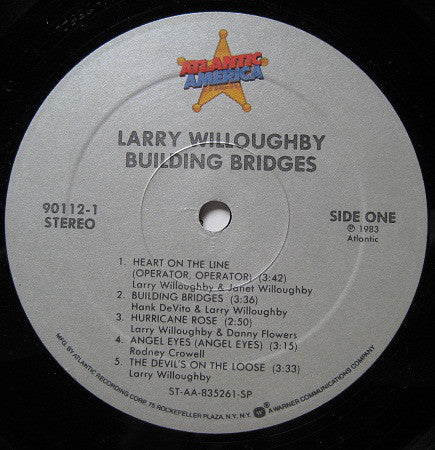 ATLANTIC
AMERICA
LARRY WILLOUGHBY
BUILDING BRIDGES
90112-1
STEREO
SIDE ONE
℗ 1983
Atlantic
1. HEART ON THE LINE
(OPERATOR, OPERATOR) (3:42)
Larry Willoughby & Janet Willoughby
2. BUILDING BRIDGES (3:36)
Hank DeVito & Larry Willoughby
3. HURRICANE ROSE (2:50)
Larry Willoughby & Danny Flowers
4. ANGEL EYES (ANGEL EYES) (3:15)
Rodney Crowell
5. THE DEVIL'S ON THE LOOSE (3:33)
Larry Willoughby
ST-AA-835261-SP
MFG. BY ATLANTIC RECORDING CORP., 75 ROCKEFELLER PLAZA, N.Y., N.Y. A WARNER COMMUNICATIONS COMPANY